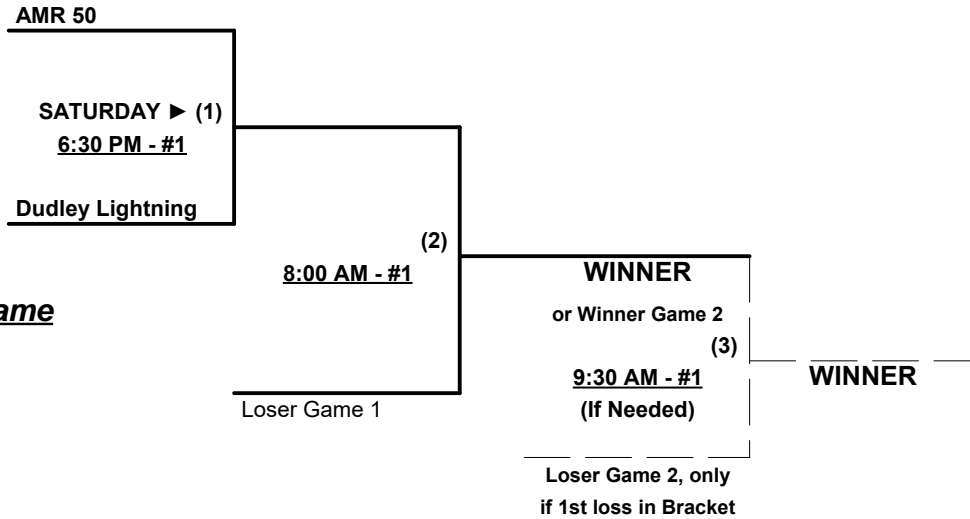 AMR 50
SATURDAY ► (1)
6:30 PM - #1
Dudley Lightning
(2)
8:00 AM - #1
WINNER
or Winner Game 2
(3)
9:30 AM - #1
WINNER
(If Needed)
Loser Game 1
Loser Game 2, only
if 1st loss in Bracket